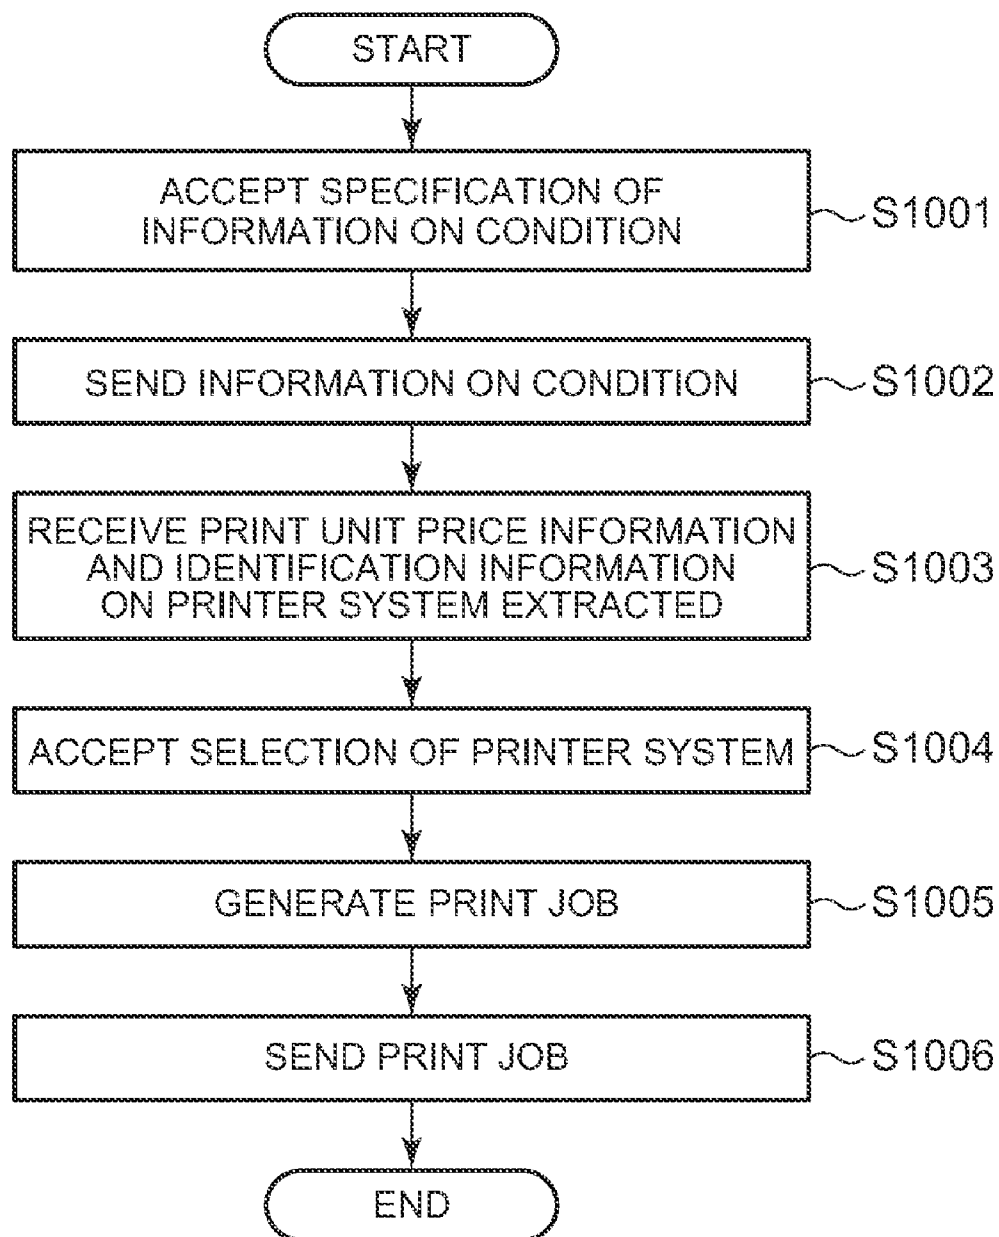 START
ACCEPT SPECIFICATION OF
INFORMATION ON CONDITION
S1001
SEND INFORMATION ON CONDITION
S1002
RECEIVE PRINT UNIT PRICE INFORMATION
AND IDENTIFICATION INFORMATION
ON PRINTER SYSTEM EXTRACTED
S1003
ACCEPT SELECTION OF PRINTER SYSTEM
S1004
GENERATE PRINT JOB
S1005
SEND PRINT JOB
S1006
END